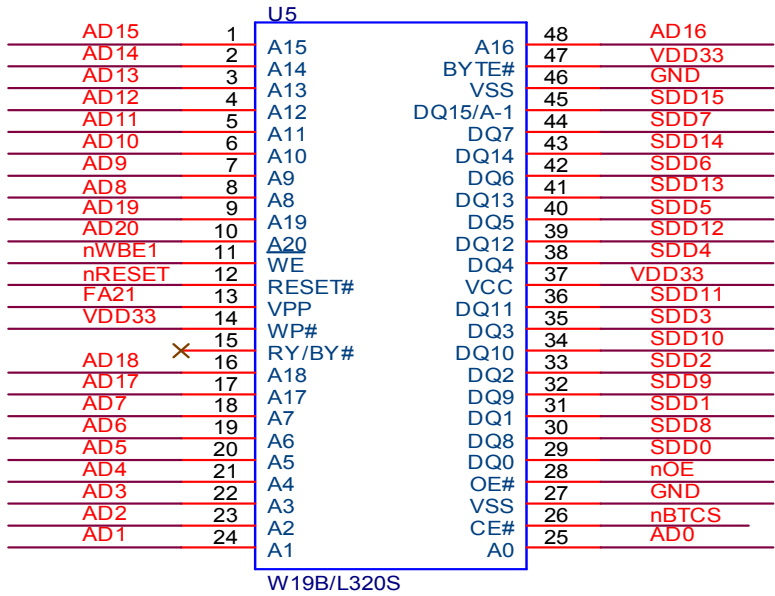 U5
AD15 1 A15 A16 48 AD16
AD14 2 A14 BYTE# 47 VDD33
AD13 3 A13 VSS 46 GND
AD12 4 A12 DQ15/A-1 45 SDD15
AD11 5 A11 DQ7 44 SDD7
AD10 6 A10 DQ14 43 SDD14
AD9 7 A9 DQ6 42 SDD6
AD8 8 A8 DQ13 41 SDD13
AD19 9 A19 DQ5 40 SDD5
AD20 10 A20 DQ12 39 SDD12
nWBE1 11 WE DQ4 38 SDD4
nRESET 12 RESET# VCC 37 VDD33
FA21 13 VPP DQ11 36 SDD11
VDD33 14 WP# DQ3 35 SDD3
15 RY/BY# DQ10 34 SDD10
AD18 16 A18 DQ2 33 SDD2
AD17 17 A17 DQ9 32 SDD9
AD7 18 A7 DQ1 31 SDD1
AD6 19 A6 DQ8 30 SDD8
AD5 20 A5 DQ0 29 SDD0
AD4 21 A4 OE# 28 nOE
AD3 22 A3 VSS 27 GND
AD2 23 A2 CE# 26 nBTCS
AD1 24 A1 A0 25 AD0
W19B/L320S